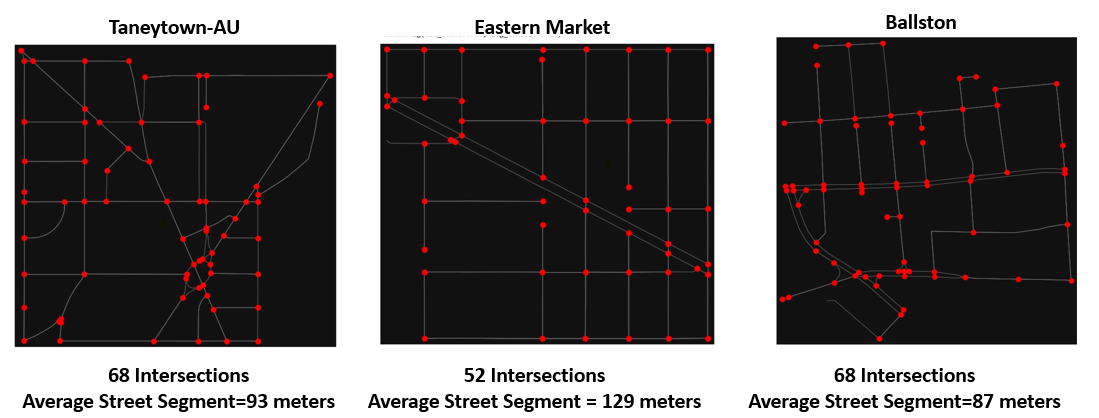 Taneytown-AU
Eastern Market
Ballston
68 Intersections
Average Street Segment=93 meters
52 Intersections
Average Street Segment = 129 meters
68 Intersections
Average Street Segment=87 meters